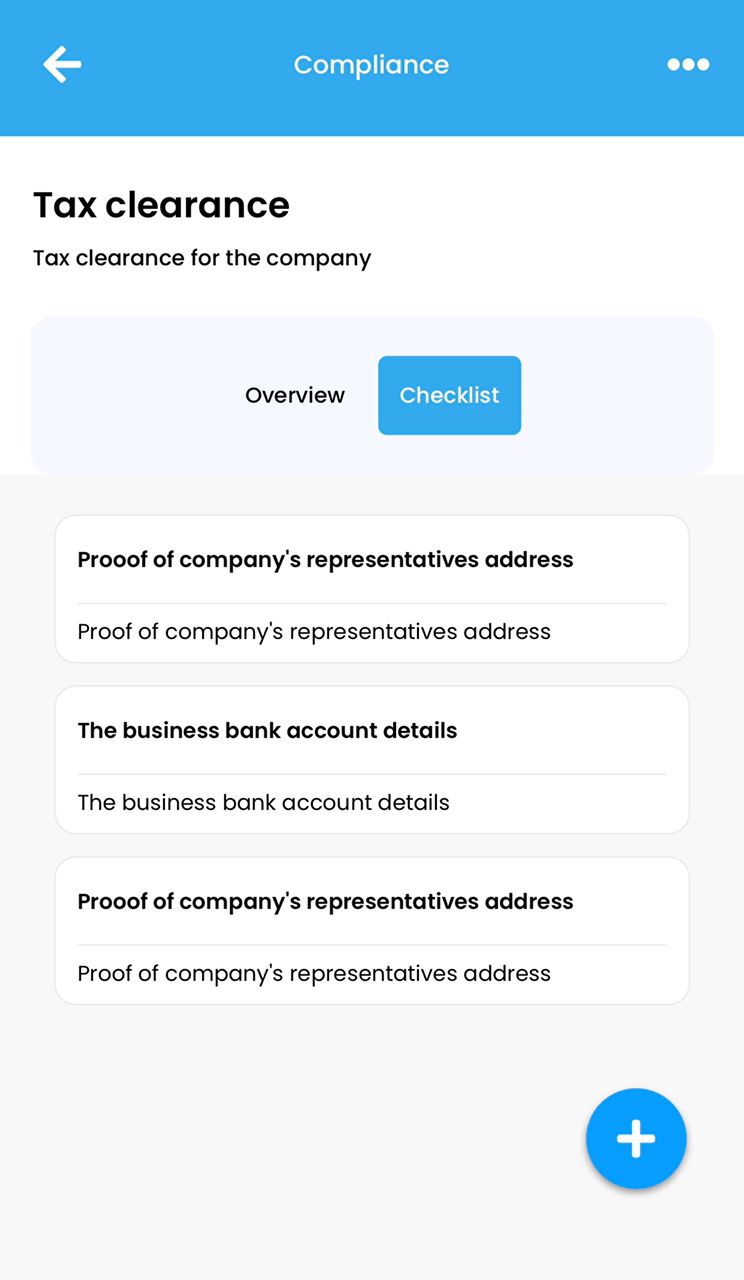 Compliance
Tax clearance
Tax clearance for the company
Overview
Checklist
Prooof of company's representatives address
Proof of company's representatives address
The business bank account details
The business bank account details
Prooof of company's representatives address
Proof of company's representatives address